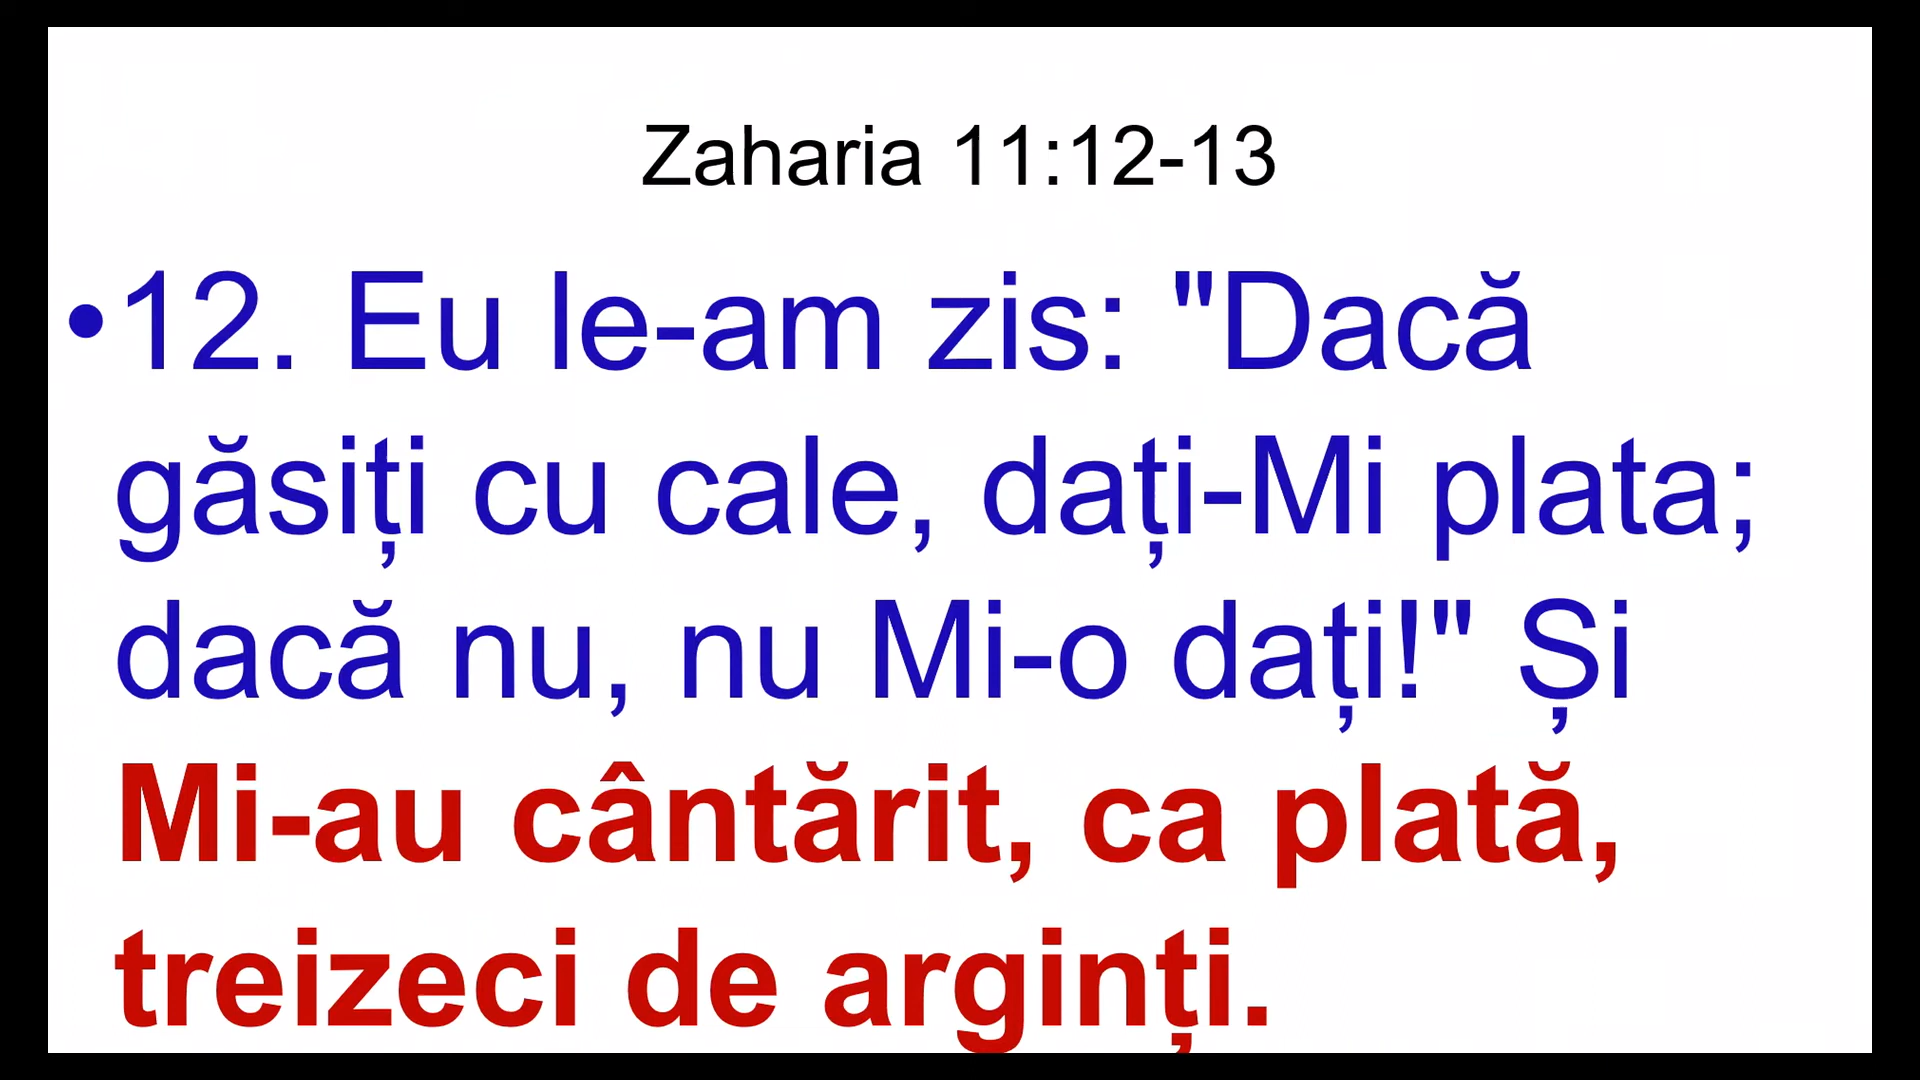 Zaharia 11:12-13
•12. Eu le-am zis: "Dacă
găsiți cu cale, dați-Mi plata;
dacă nu, nu Mi-o dați!" Și
Mi-au cântărit, ca plată,
treizeci de arginți.